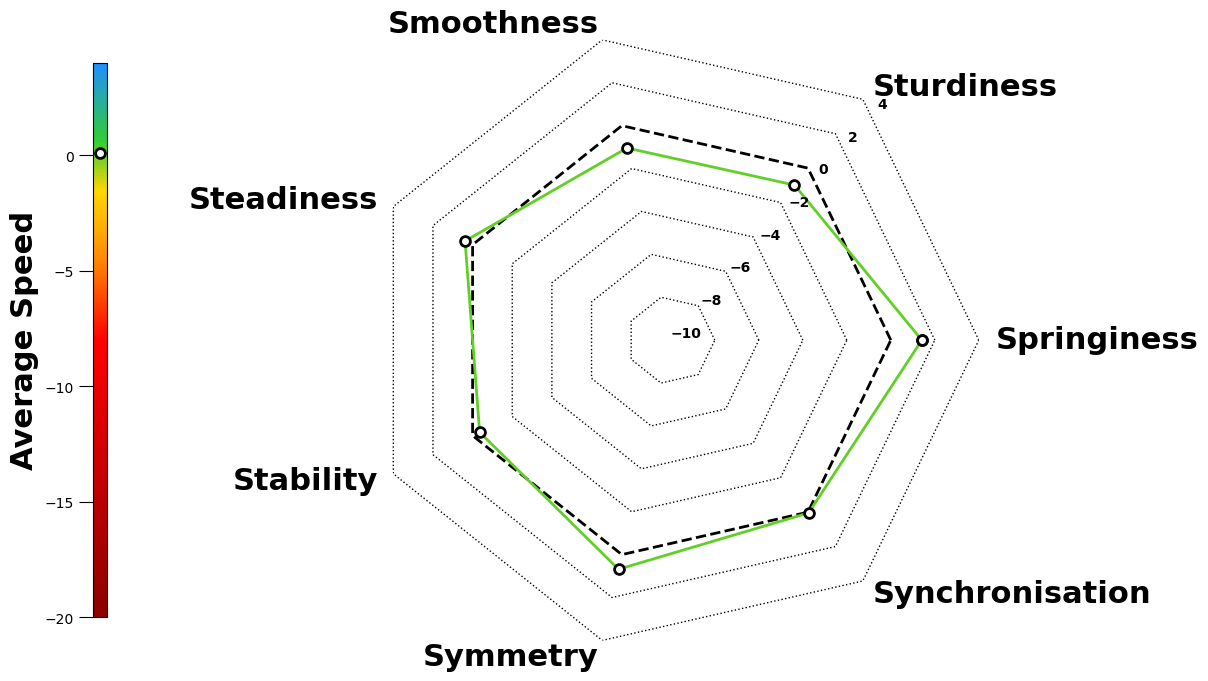 Smoothness
Sturdiness
4
2
0
−2
−4
−6
−8
−10
Steadiness
Springiness
Stability
Synchronisation
Symmetry
Average Speed
0
−5
−10
−15
−20